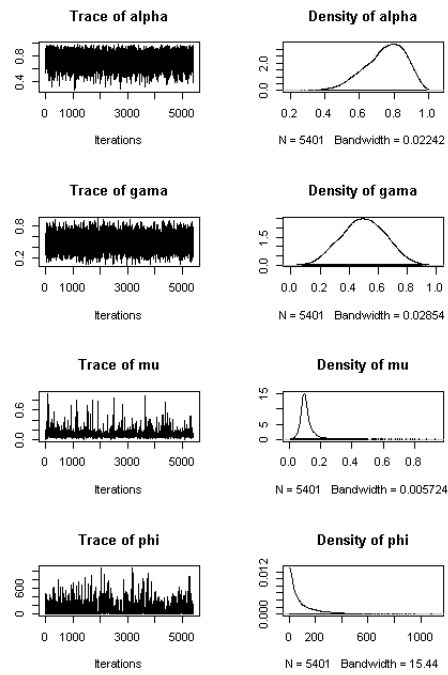 Trace of alpha
0.4 0.8
0 1000 3000 5000
Iterations
Density of alpha
0.0 2.0
0.2 0.4 0.6 0.8 1.0
N = 5401 Bandwidth = 0.02242
Trace of gama
0.2 0.8
0 1000 3000 5000
Iterations
Density of gama
0.0 1.5
0.0 0.2 0.4 0.6 0.8 1.0
N = 5401 Bandwidth = 0.02854
Trace of mu
0.0 0.6
0 1000 3000 5000
Iterations
Density of mu
0 5 15
0.0 0.2 0.4 0.6 0.8
N = 5401 Bandwidth = 0.005724
Trace of phi
0 600
0 1000 3000 5000
Iterations
Density of phi
0.000 0.012
0 200 600 1000
N = 5401 Bandwidth = 15.44